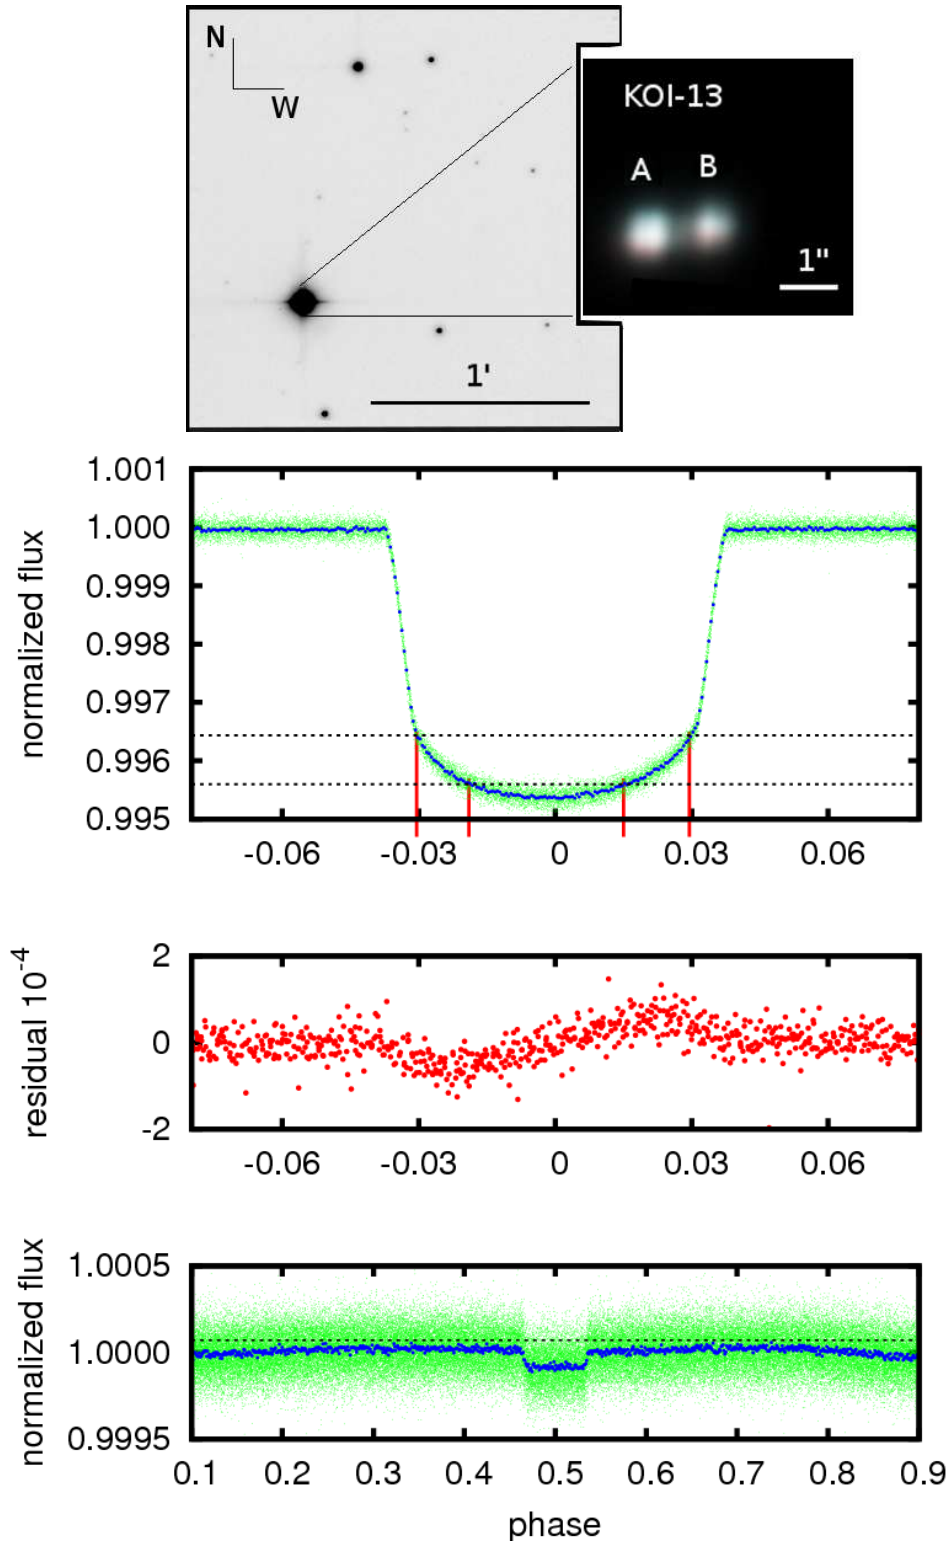 N
W
KOI-13
A B
1"
1'
1.001
1.000
0.999
0.998
0.997
0.996
0.995
normalized flux
-0.06 -0.03 0 0.03 0.06
2
0
-2
residual 10⁻⁴
-0.06 -0.03 0 0.03 0.06
1.0005
1.0000
0.9995
normalized flux
0.1 0.2 0.3 0.4 0.5 0.6 0.7 0.8 0.9
phase